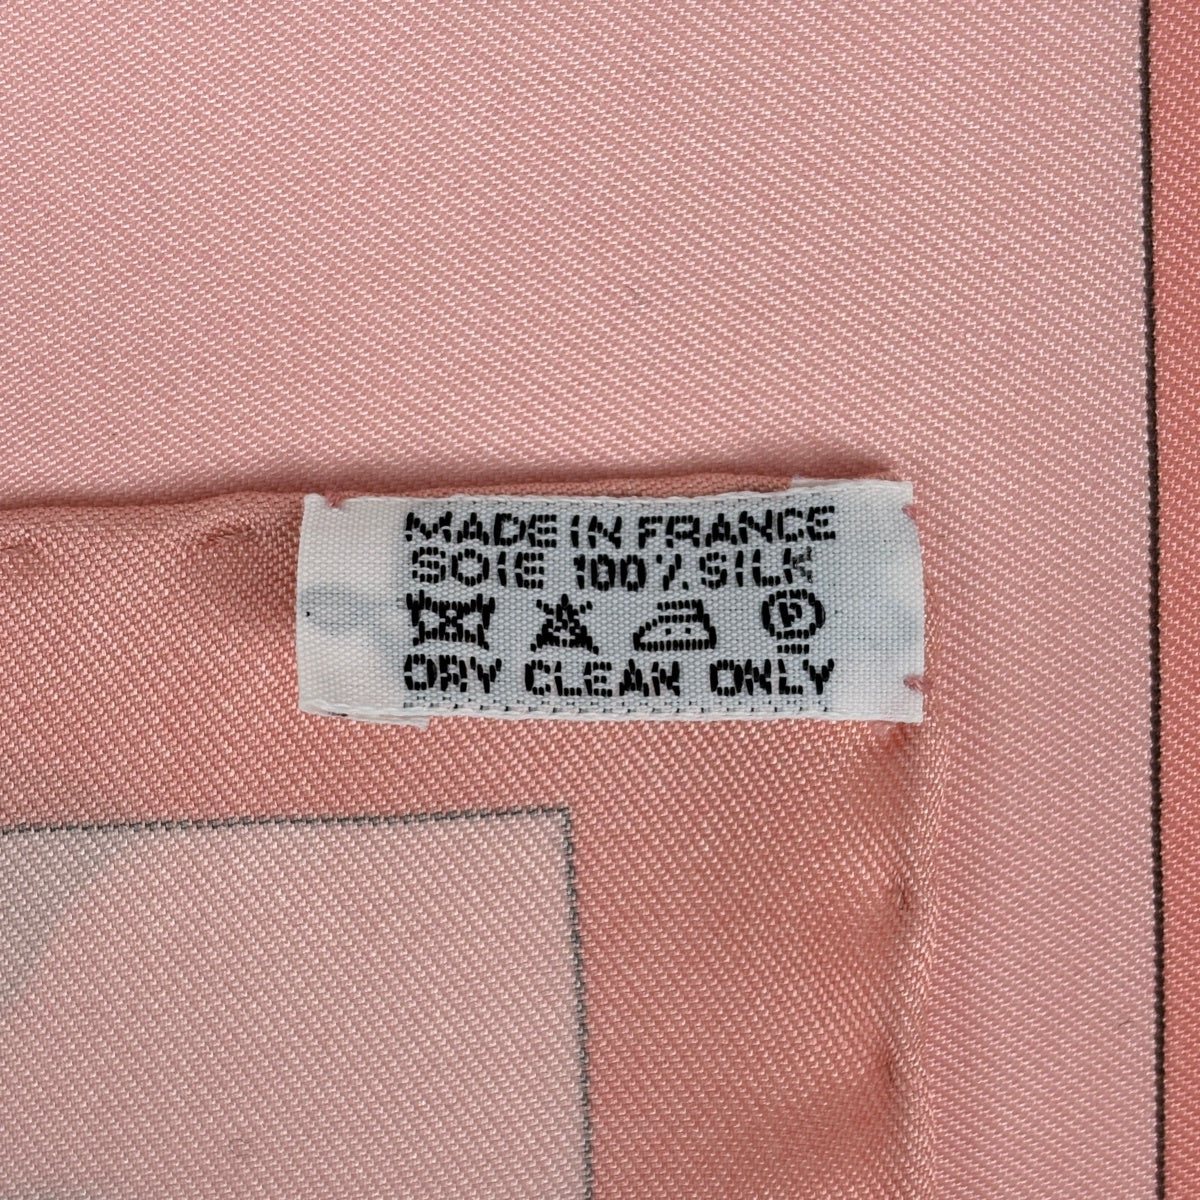 MADE IN FRANCE
SOIE 100% SILK
P
DRY CLEAN ONLY